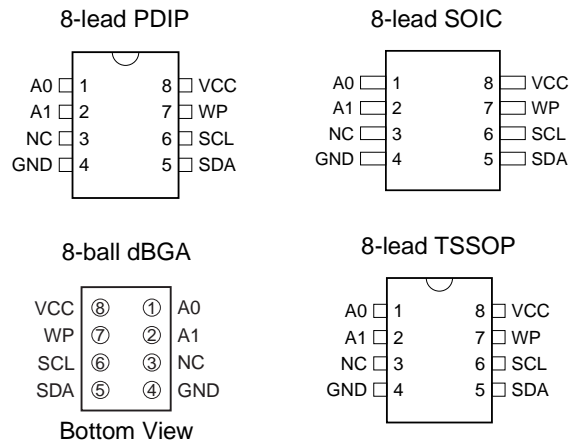 8-lead PDIP
A0 1 8 VCC
A1 2 7 WP
NC 3 6 SCL
GND 4 5 SDA
8-lead SOIC
A0 1 8 VCC
A1 2 7 WP
NC 3 6 SCL
GND 4 5 SDA
8-ball dBGA
VCC 8 1 A0
WP 7 2 A1
SCL 6 3 NC
SDA 5 4 GND
Bottom View
8-lead TSSOP
A0 1 8 VCC
A1 2 7 WP
NC 3 6 SCL
GND 4 5 SDA